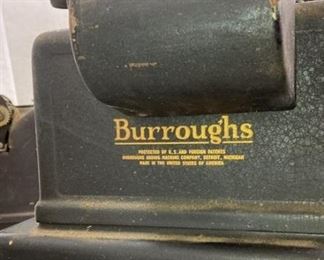 Burroughs
PROTECTED BY U.S. AND FOREIGN PATENTS
BURROUGHS ADDING MACHINE COMPANY, DETROIT, MICHIGAN
MADE IN THE UNITED STATES OF AMERICA